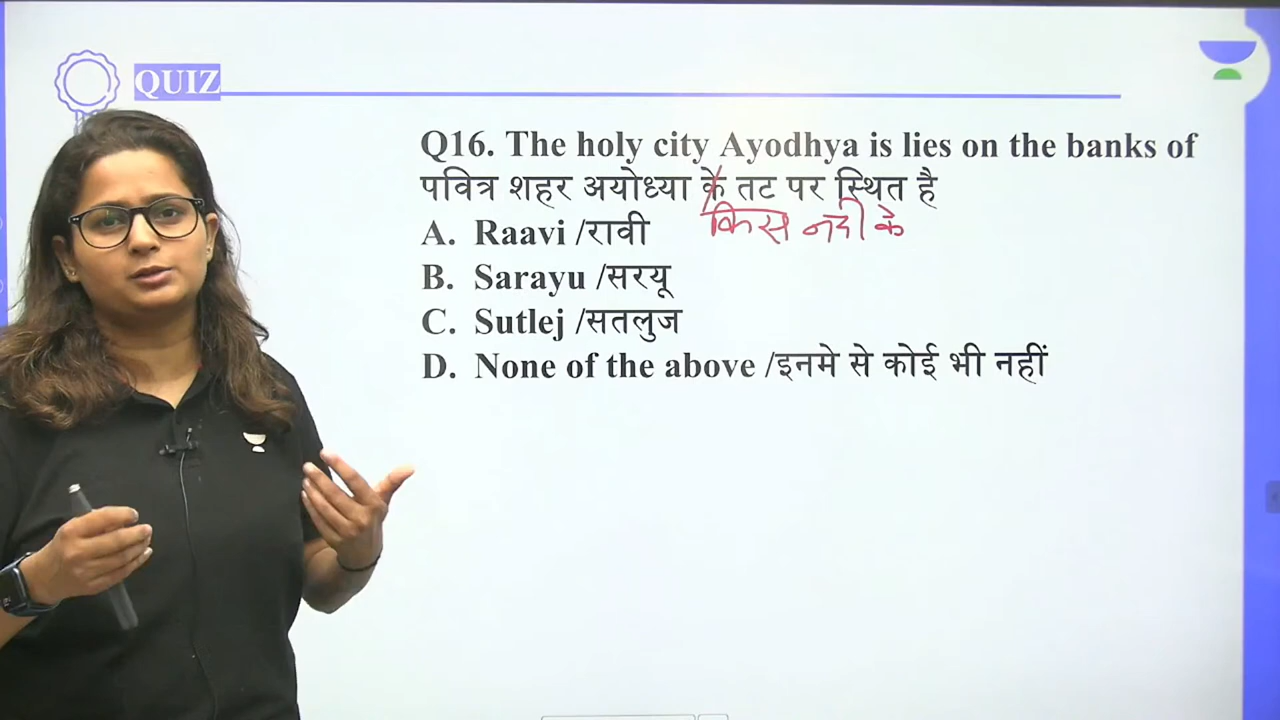 QUIZ
Q16. The holy city Ayodhya is lies on the banks of
पवित्र शहर अयोध्या के तट पर स्थित है
किस नदी के
A. Raavi /रावी
B. Sarayu /सरयू
C. Sutlej /सतलुज
D. None of the above /इनमे से कोई भी नहीं